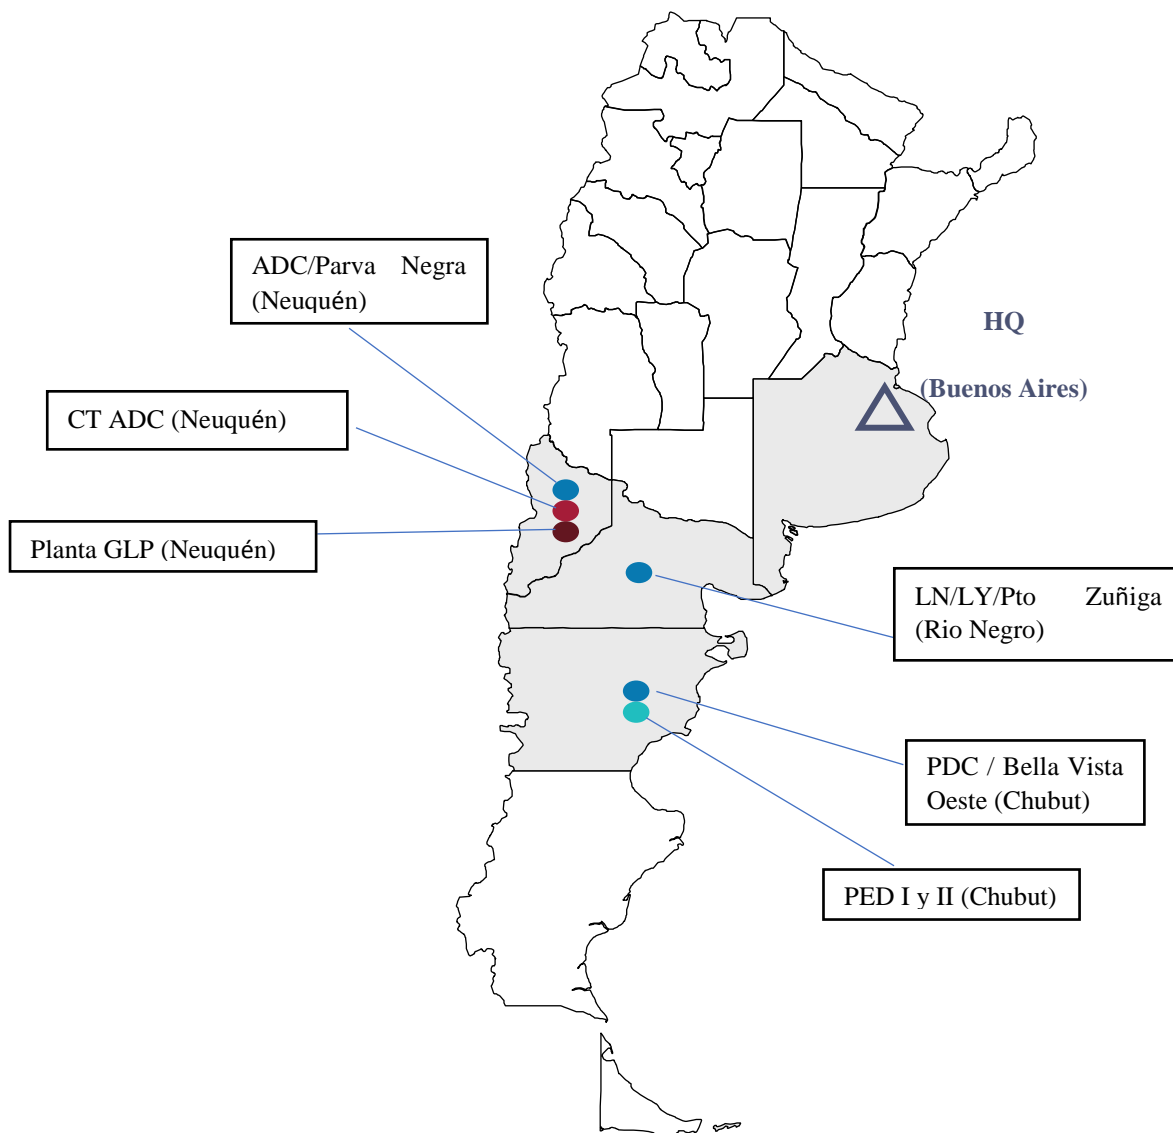 ADC/Parva Negra
(Neuquén)
HQ
(Buenos Aires)
CT ADC (Neuquén)
Planta GLP (Neuquén)
LN/LY/Pto Zuñiga
(Rio Negro)
PDC / Bella Vista
Oeste (Chubut)
PED I y II (Chubut)